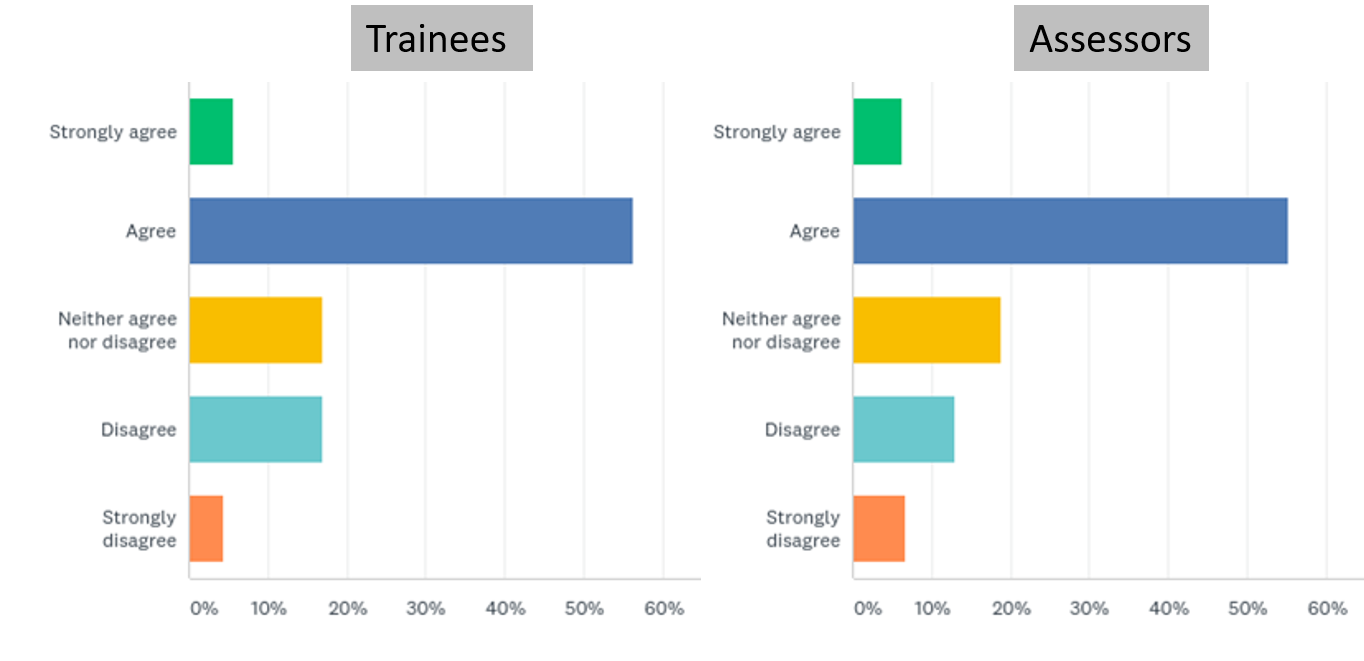 Trainees
Strongly agree
Agree
Neither agree
nor disagree
Disagree
Strongly
disagree
0% 10% 20% 30% 40% 50% 60%
Assessors
Strongly agree
Agree
Neither agree
nor disagree
Disagree
Strongly
disagree
0% 10% 20% 30% 40% 50% 60%